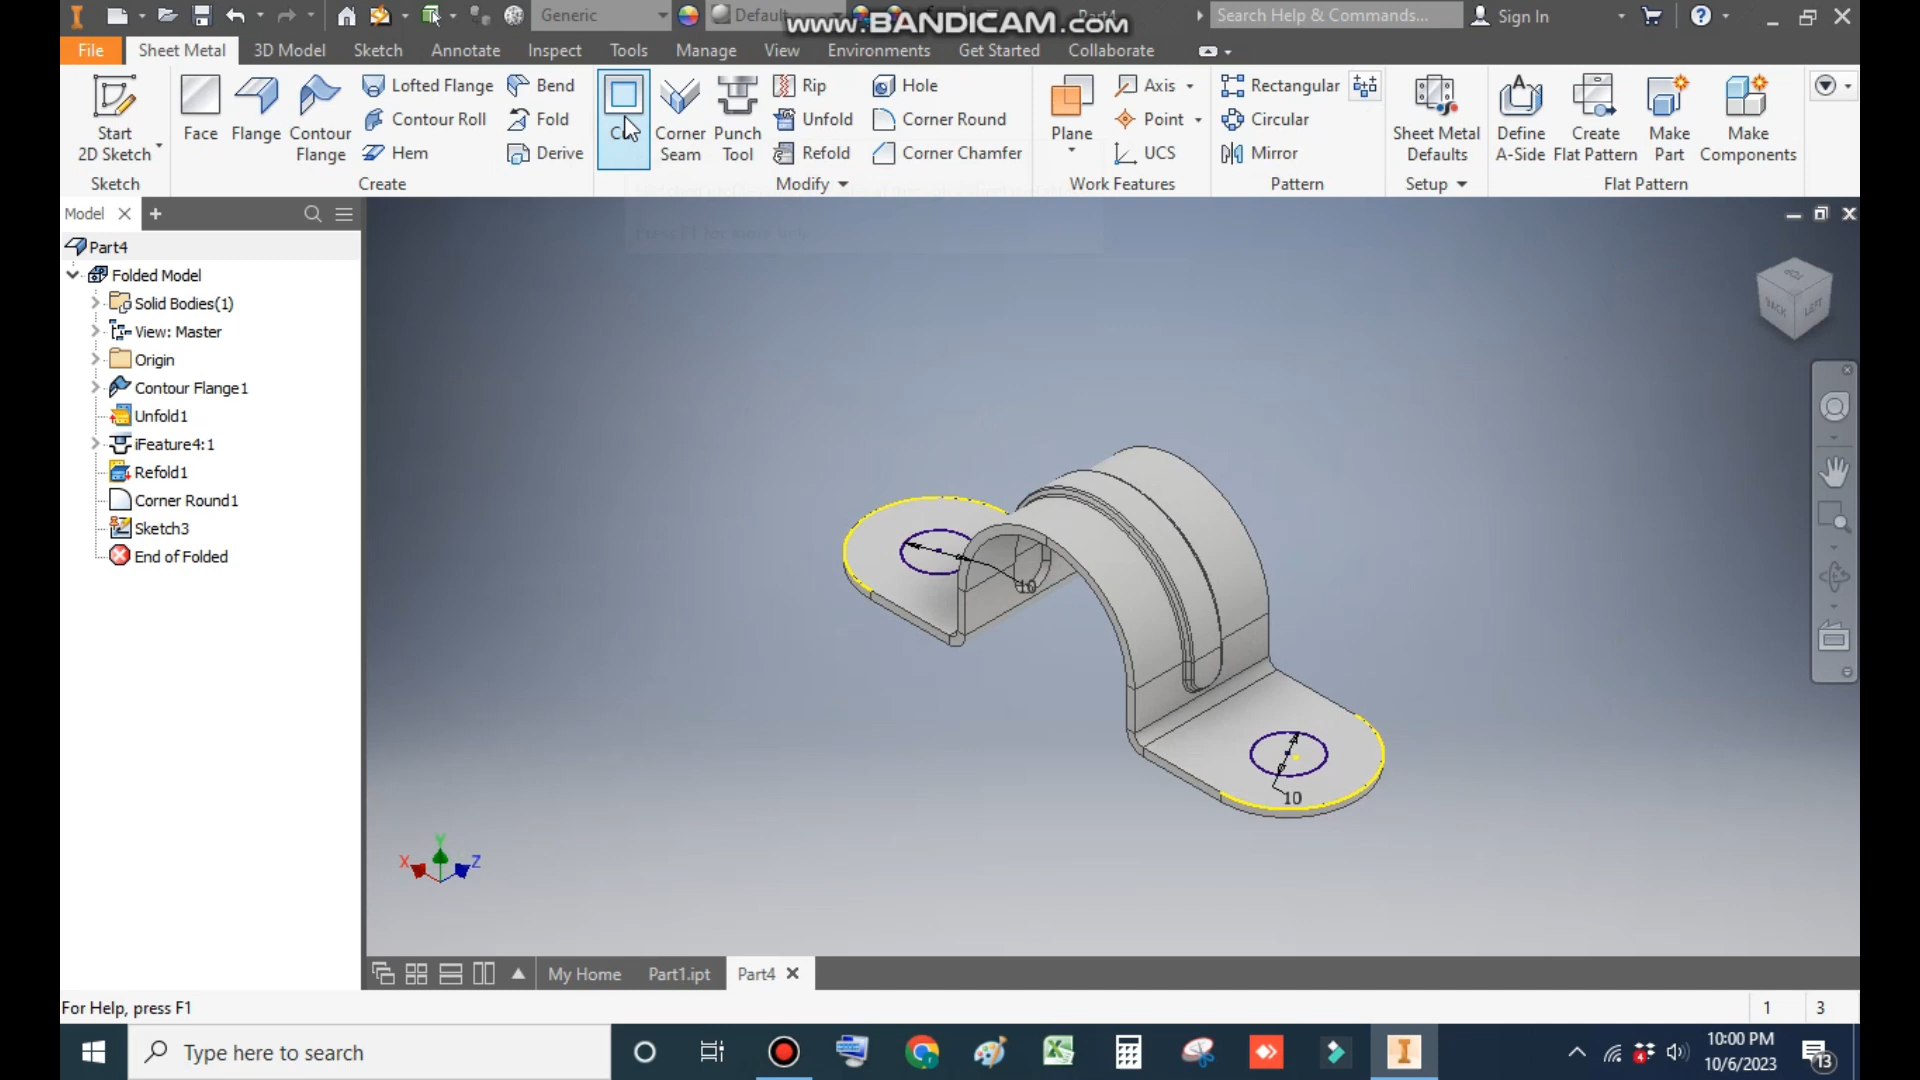 Generic
Default
www.BANDICAM.com
Part4
Search Help & Commands...
Sign In
File
Sheet Metal
3D Model
Sketch
Annotate
Inspect
Tools
Manage
View
Environments
Get Started
Collaborate
Start
2D Sketch
Face
Flange
Contour
Flange
Lofted Flange
Contour Roll
Hem
Bend
Fold
Derive
Corner
Seam
Punch
Tool
Rip
Unfold
Refold
Hole
Corner Round
Corner Chamfer
Plane
Axis
Point
UCS
Rectangular
Circular
Mirror
Sheet Metal
Defaults
Define
A-Side
Create
Flat Pattern
Make
Part
Make
Components
Sketch
Create
Modify
Work Features
Pattern
Setup
Flat Pattern
Model
Part4
Folded Model
Solid Bodies(1)
View: Master
Origin
Contour Flange1
Unfold1
iFeature4:1
Refold1
Corner Round1
Sketch3
End of Folded
BACK
LEFT
10
10
X
Y
Z
My Home
Part1.ipt
Part4
For Help, press F1
1
3
Type here to search
10:00 PM
10/6/2023
13